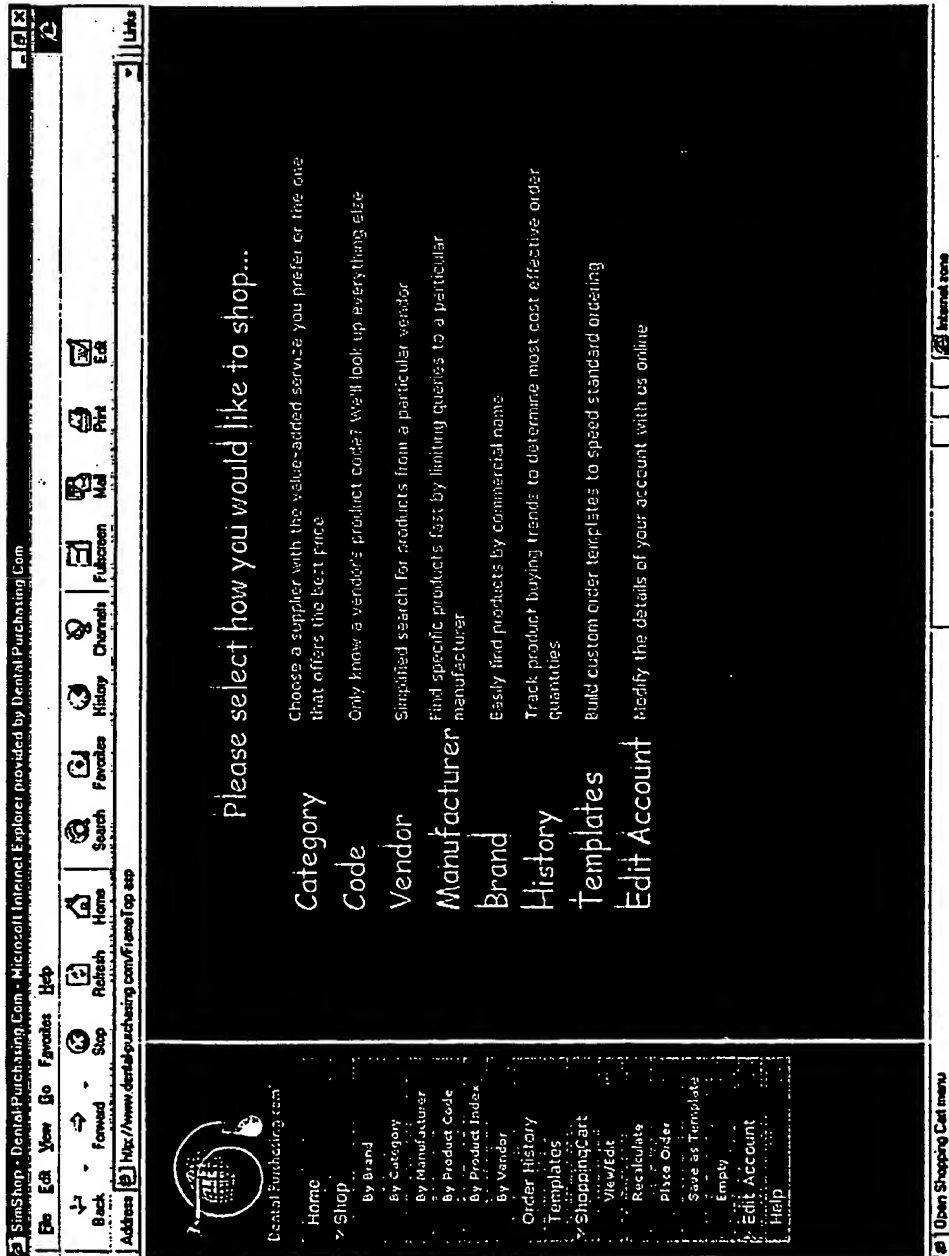 SimShop - Dental-Purchasing.Com - Microsoft Internet Explorer provided by Dental-Purchasing.Com
File Edit View Go Favorites Help
Back Forward Stop Refresh Home Search Favorites History Channels Fullscreen Mail Print Edit
Address http://www.dental-purchasing.com/FrameTop.asp Links
Dental-Purchasing.com
Home
Shop
By Brand
By Category
By Manufacturer
By Product Code
By Product Index
By Vendor
Order History
Templates
ShoppingCart
View/Edit
Recalculate
Place Order
Save as Template
Empty
Edit Account
Help
Please select how you would like to shop...
Category Choose a supplier with the value-added service you prefer or the one
that offers the best price
Code Only know a vendor's product code? We'll look up everything else
Vendor Simplified search for products from a particular vendor
Manufacturer Find specific products fast by limiting queries to a particular
manufacturer
Brand Easily find products by commercial name
History Track product buying trends to determine most cost effective order
quantities
Templates Build custom order templates to speed standard ordering
Edit Account Modify the details of your account with us online
Open Shopping Cart menu Internet zone